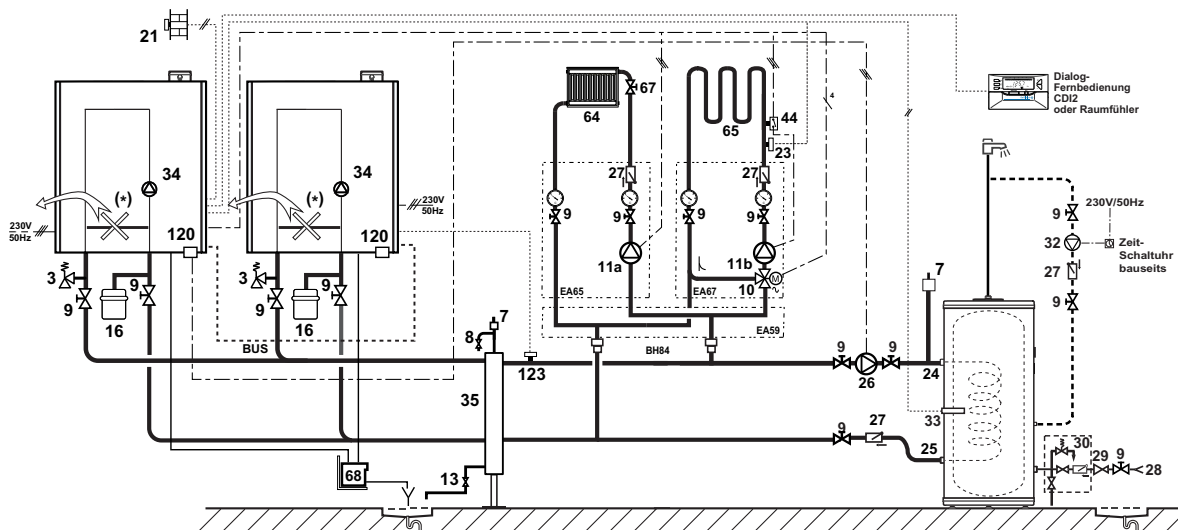 21
Dialog-
Fernbedienung
CDI2
oder Raumfühler
67
4
64
65
44
23
34
34
(*)
(*)
27
27
230V
50Hz
230V
50Hz
9
9
9
9
9
230V/50Hz
32
Zeit-
Schaltuhr
bauseits
27
9
120
120
11a
11b
10
M
3
9
9
3
9
9
16
16
EA65
EA67
EA59
7
7
8
BUS
BH84
123
9
9
26
24
35
33
9
27
25
30
29
9
28
68
13